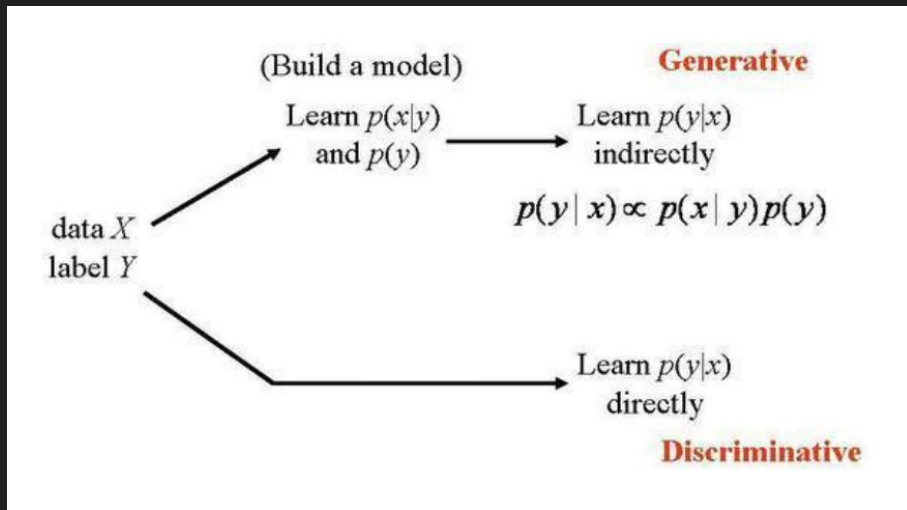 (Build a model)
Generative
Learn p(x|y)
and p(y)
Learn p(y|x)
indirectly
p(y | x) ∝ p(x | y)p(y)
data X
label Y
Learn p(y|x)
directly
Discriminative